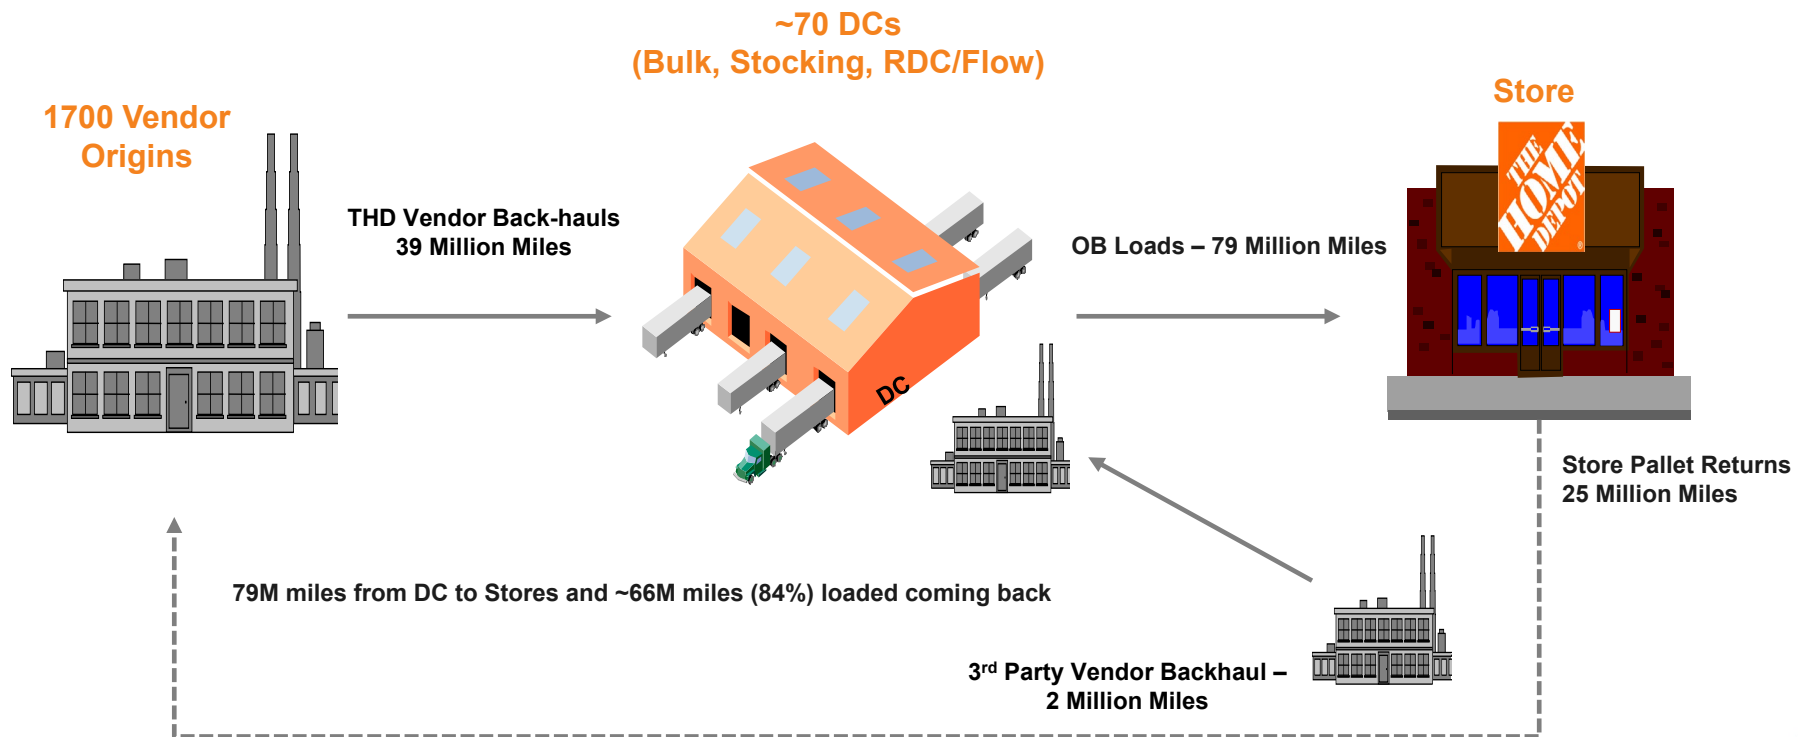 ~70 DCs
(Bulk, Stocking, RDC/Flow)
1700 Vendor
Origins
Store
THE
HOME
DEPOT
®
THD Vendor Back-hauls
39 Million Miles
OB Loads – 79 Million Miles
DC
Store Pallet Returns
25 Million Miles
79M miles from DC to Stores and ~66M miles (84%) loaded coming back
3rd Party Vendor Backhaul –
2 Million Miles